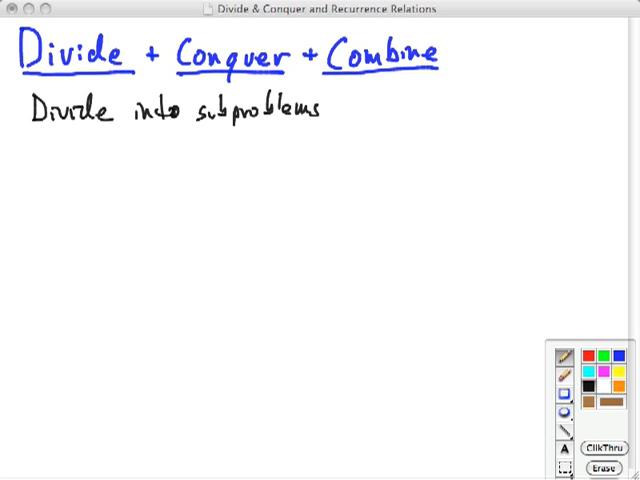 Divide & Conquer and Recurrence Relations
Divide + Conquer + Combine
Divide into subproblems
A
ClikThru
Erase